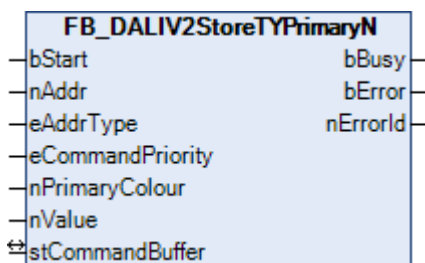 FB_DALIV2StoreTYPrimaryN
bStart bBusy
nAddr bError
eAddrType nErrorId
eCommandPriority
nPrimaryColour
nValue
stCommandBuffer